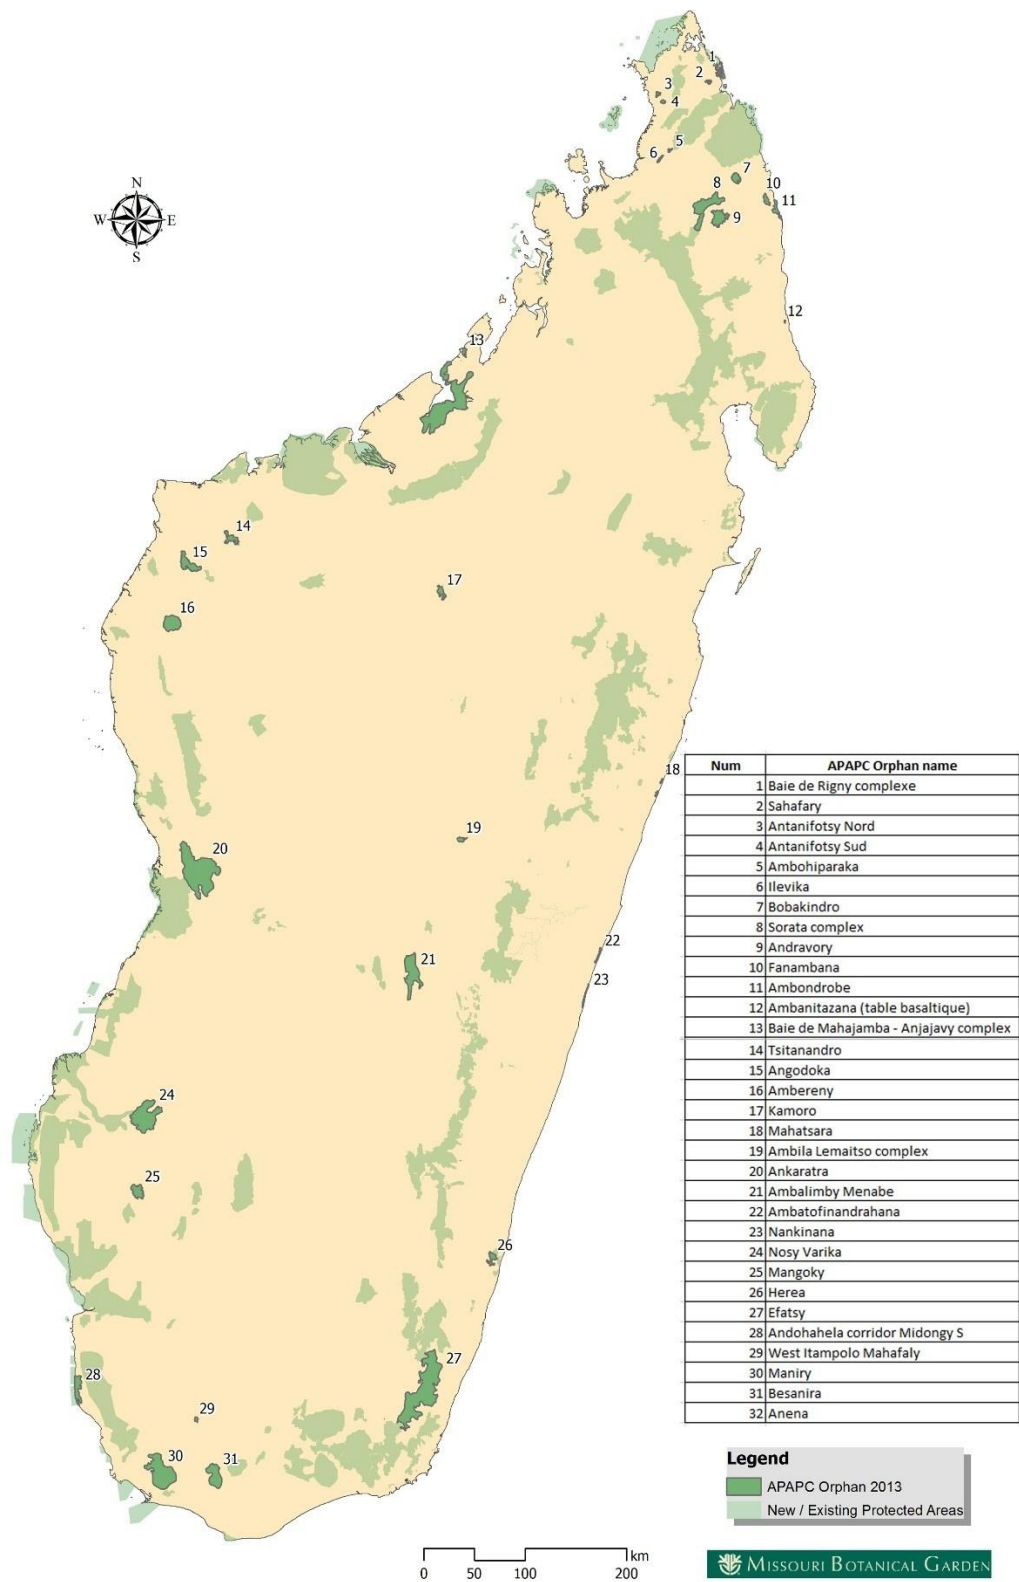 1
2
3
4
5
6
7
8
10
9
11
N
W E
S
12
13
14
15
17
16
18
19
20
22
21
23
24
25
26
27
28
29
30
31
Num APAPC Orphan name
1 Baie de Rigny complexe
2 Sahafary
3 Antanifotsy Nord
4 Antanifotsy Sud
5 Ambohiparaka
6 Ilevika
7 Bobakindro
8 Sorata complex
9 Andravory
10 Fanambana
11 Ambondrobe
12 Ambanitazana (table basaltique)
13 Baie de Mahajamba - Anjajavy complex
14 Tsitanandro
15 Angodoka
16 Ambereny
17 Kamoro
18 Mahatsara
19 Ambila Lemaitso complex
20 Ankaratra
21 Ambalimby Menabe
22 Ambatofinandrahana
23 Nankinana
24 Nosy Varika
25 Mangoky
26 Herea
27 Efatsy
28 Andohahela corridor Midongy S
29 West Itampolo Mahafaly
30 Maniry
31 Besanira
32 Anena
Legend
APAPC Orphan 2013
New / Existing Protected Areas
km
0 50 100 200
MISSOURI BOTANICAL GARDEN